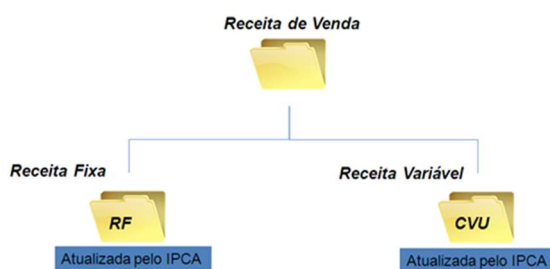 Receita de Venda
Receita Fixa
Receita Variável
RF
CVU
Atualizada pelo IPCA
Atualizada pelo IPCA